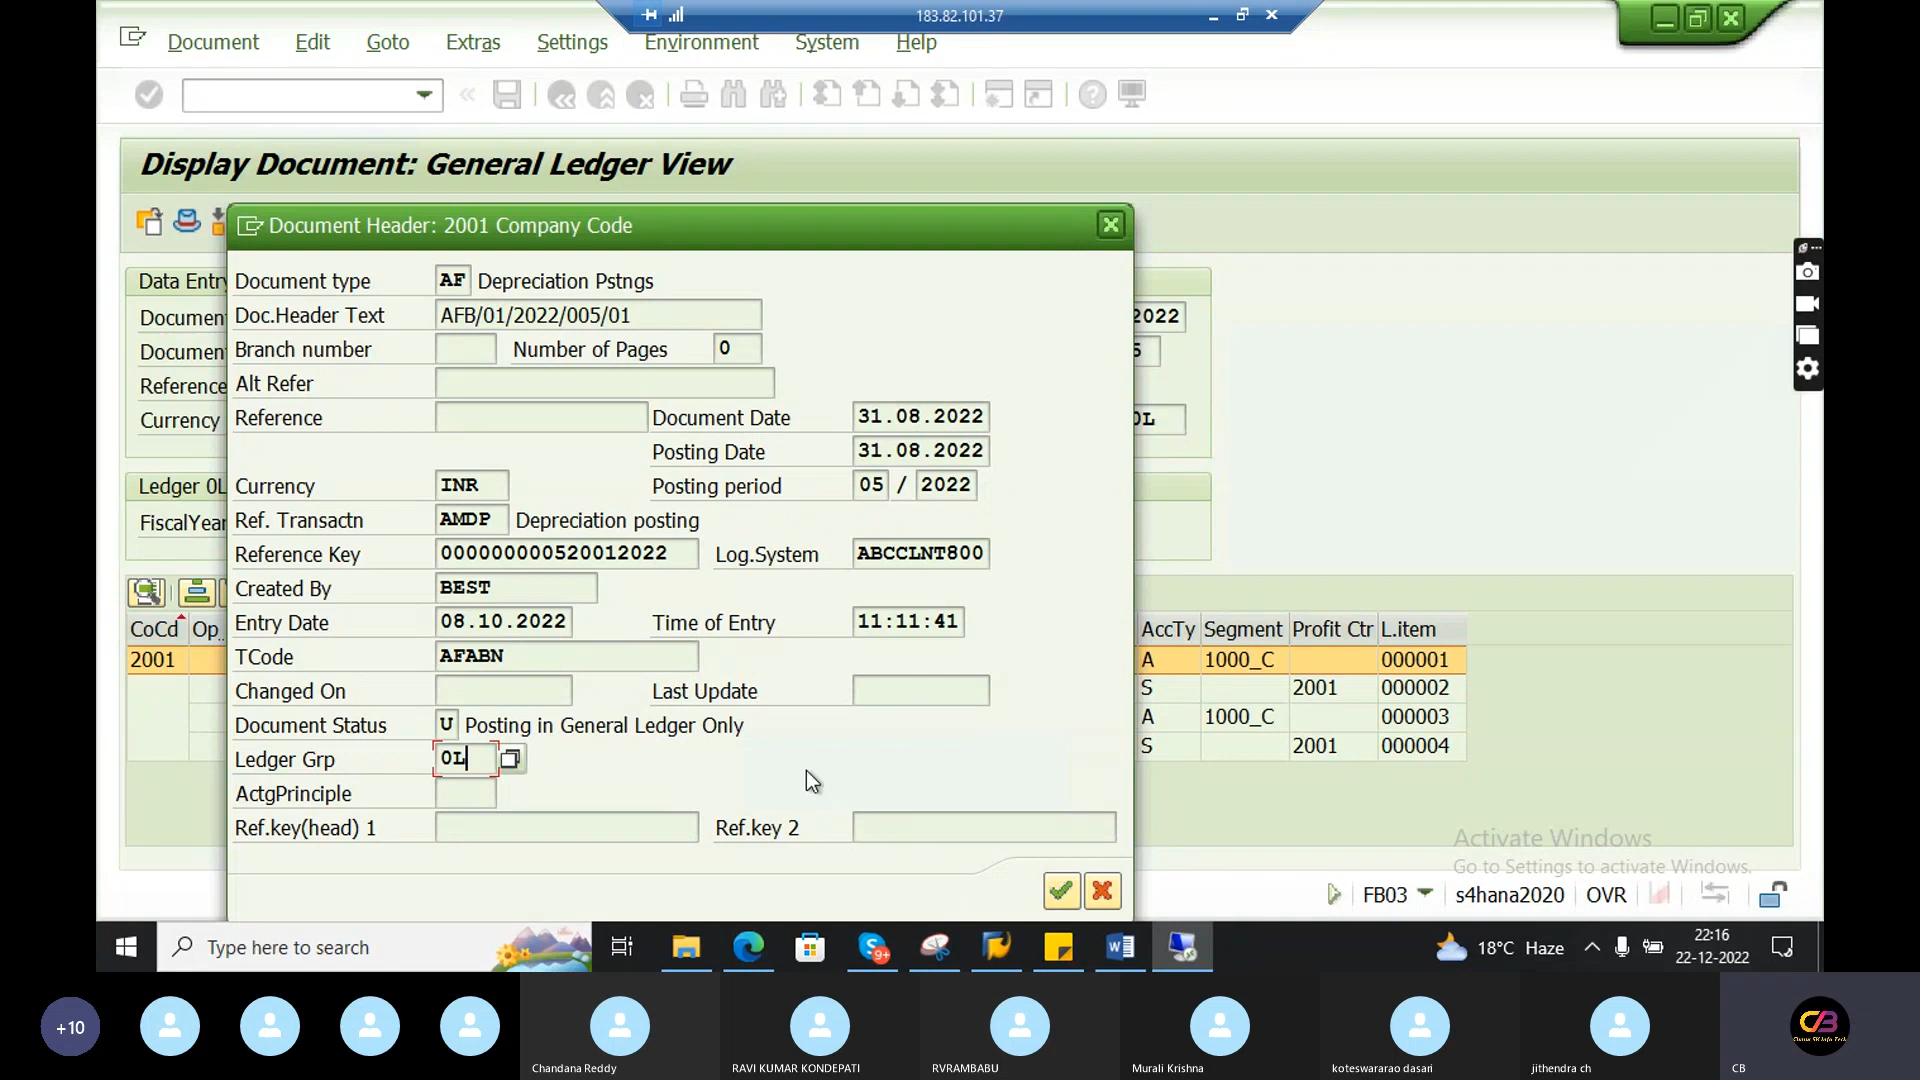 183.82.101.37
Document Edit Goto Extras Settings Environment System Help
Display Document: General Ledger View
Document Header: 2001 Company Code
Data Entry
Document type AF Depreciation Pstngs
Doc.Header Text AFB/01/2022/005/01
2022
Branch number Number of Pages 0
Alt Refer
Reference Document Date 31.08.2022
Currency
0L
Posting Date 31.08.2022
Ledger 0L
Currency INR Posting period 05 / 2022
FiscalYear
Ref. Transactn AMDP Depreciation posting
Reference Key 000000000520012022 Log.System ABCCLNT800
Created By BEST
Entry Date 08.10.2022 Time of Entry 11:11:41
CoCd Op
AccTy Segment Profit Ctr L.item
2001
A 1000_C 000001
S 2001 000002
A 1000_C 000003
S 2001 000004
TCode AFABN
Changed On Last Update
Document Status U Posting in General Ledger Only
Ledger Grp 0L
ActgPrinciple
Ref.key(head) 1 Ref.key 2
Activate Windows
Go to Settings to activate Windows.
FB03 s4hana2020 OVR
Type here to search
9+
18°C Haze
22:16
22-12-2022
+10
Chandana Reddy
RAVI KUMAR KONDEPATI
RVRAMBABU
Murali Krishna
koteswararao dasari
jithendra ch
CB